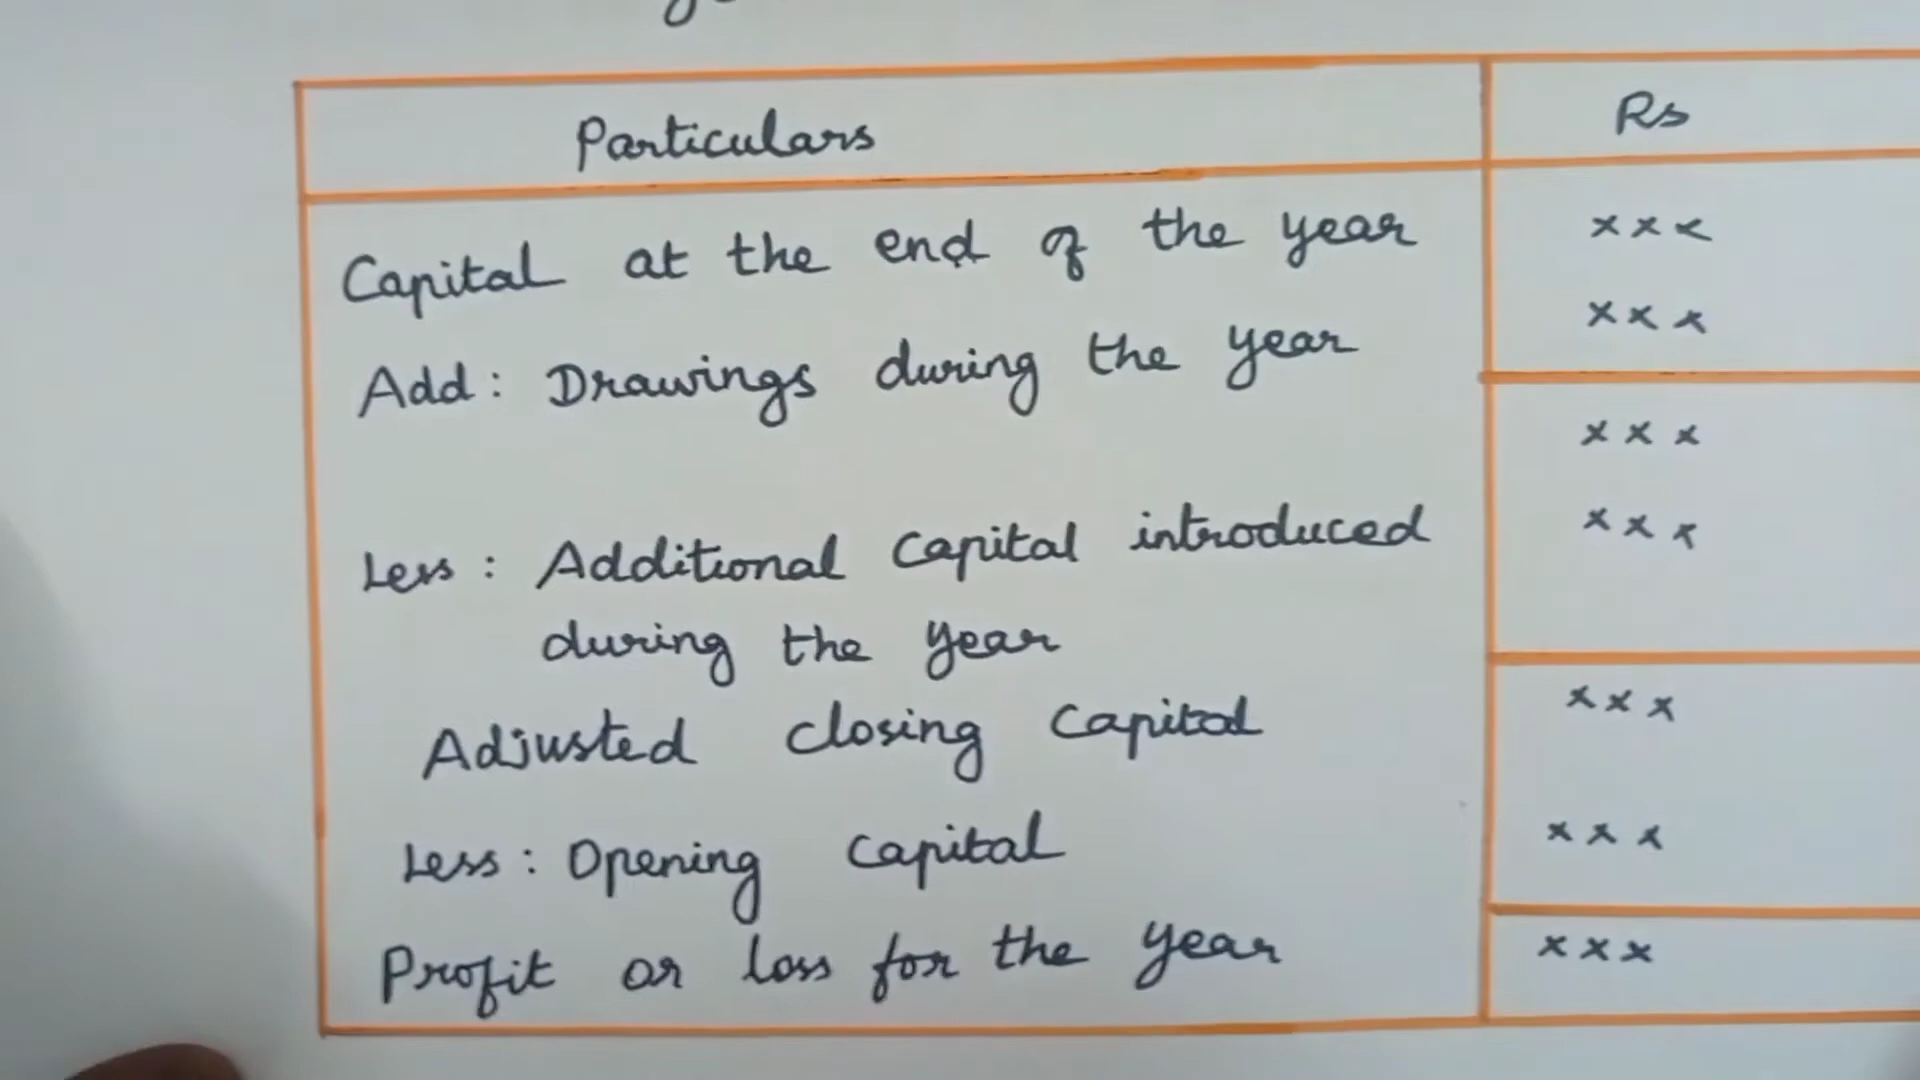 Particulars Rs
Capital at the end of the year xxx
Add: Drawings during the year xxx
xxx
Less: Additional Capital introduced xxx
during the year
Adjusted closing Capital xxx
Less: Opening Capital xxx
Profit or loss for the year xxx